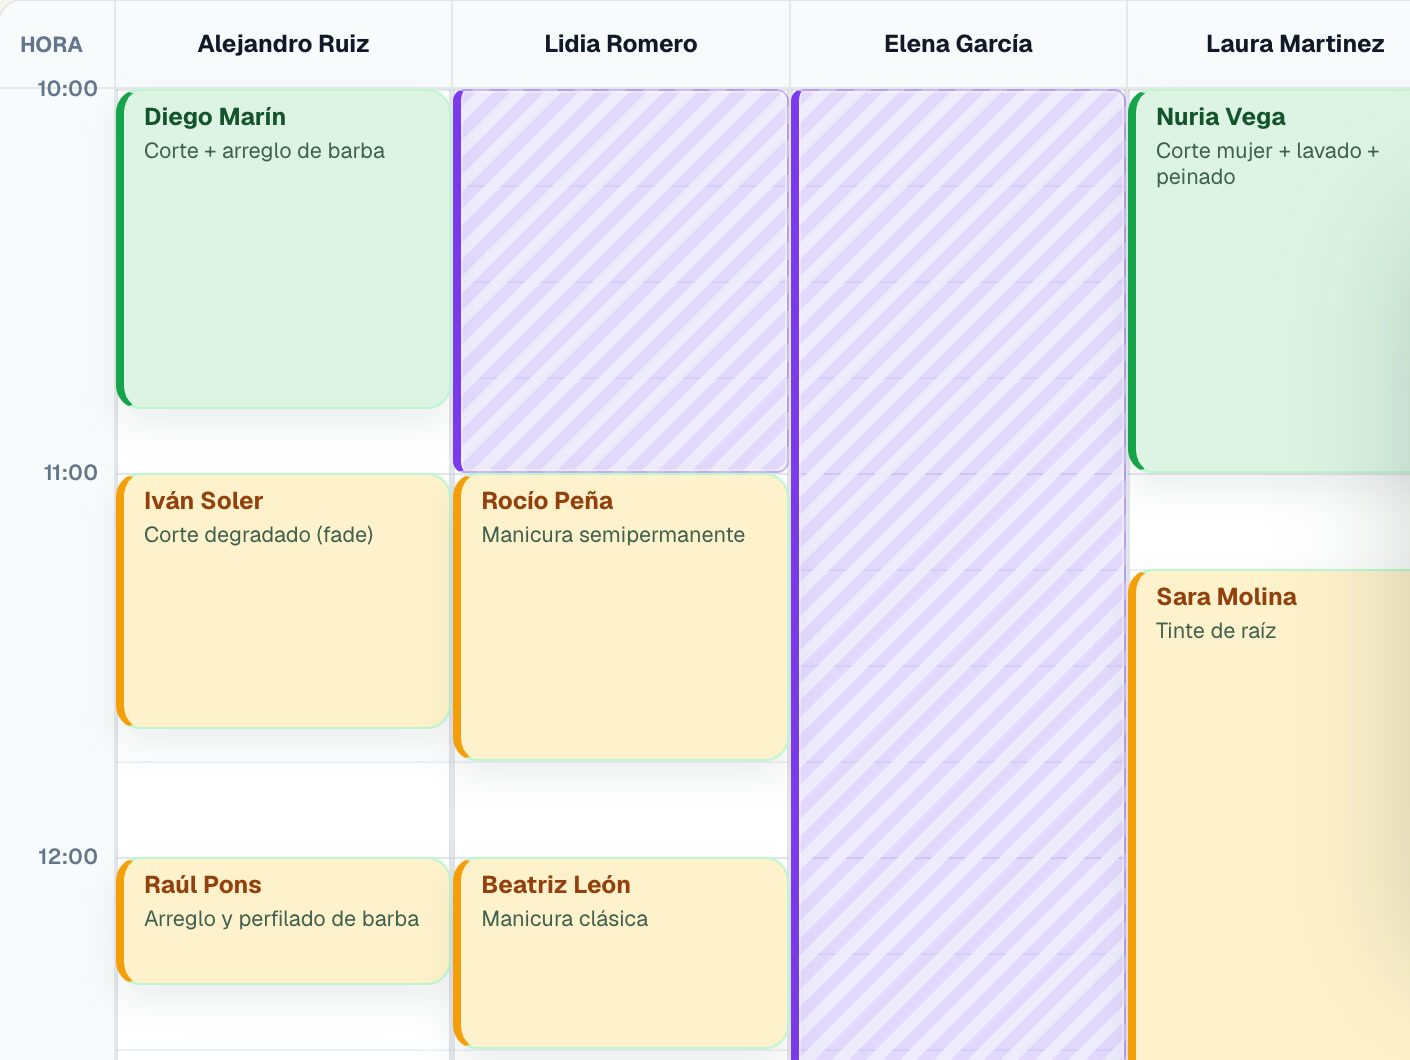 HORA
Alejandro Ruiz
Lidia Romero
Elena García
Laura Martinez
10:00
Diego Marín
Corte + arreglo de barba
Nuria Vega
Corte mujer + lavado +
peinado
11:00
Iván Soler
Corte degradado (fade)
Rocío Peña
Manicura semipermanente
Sara Molina
Tinte de raíz
12:00
Raúl Pons
Arreglo y perfilado de barba
Beatriz León
Manicura clásica